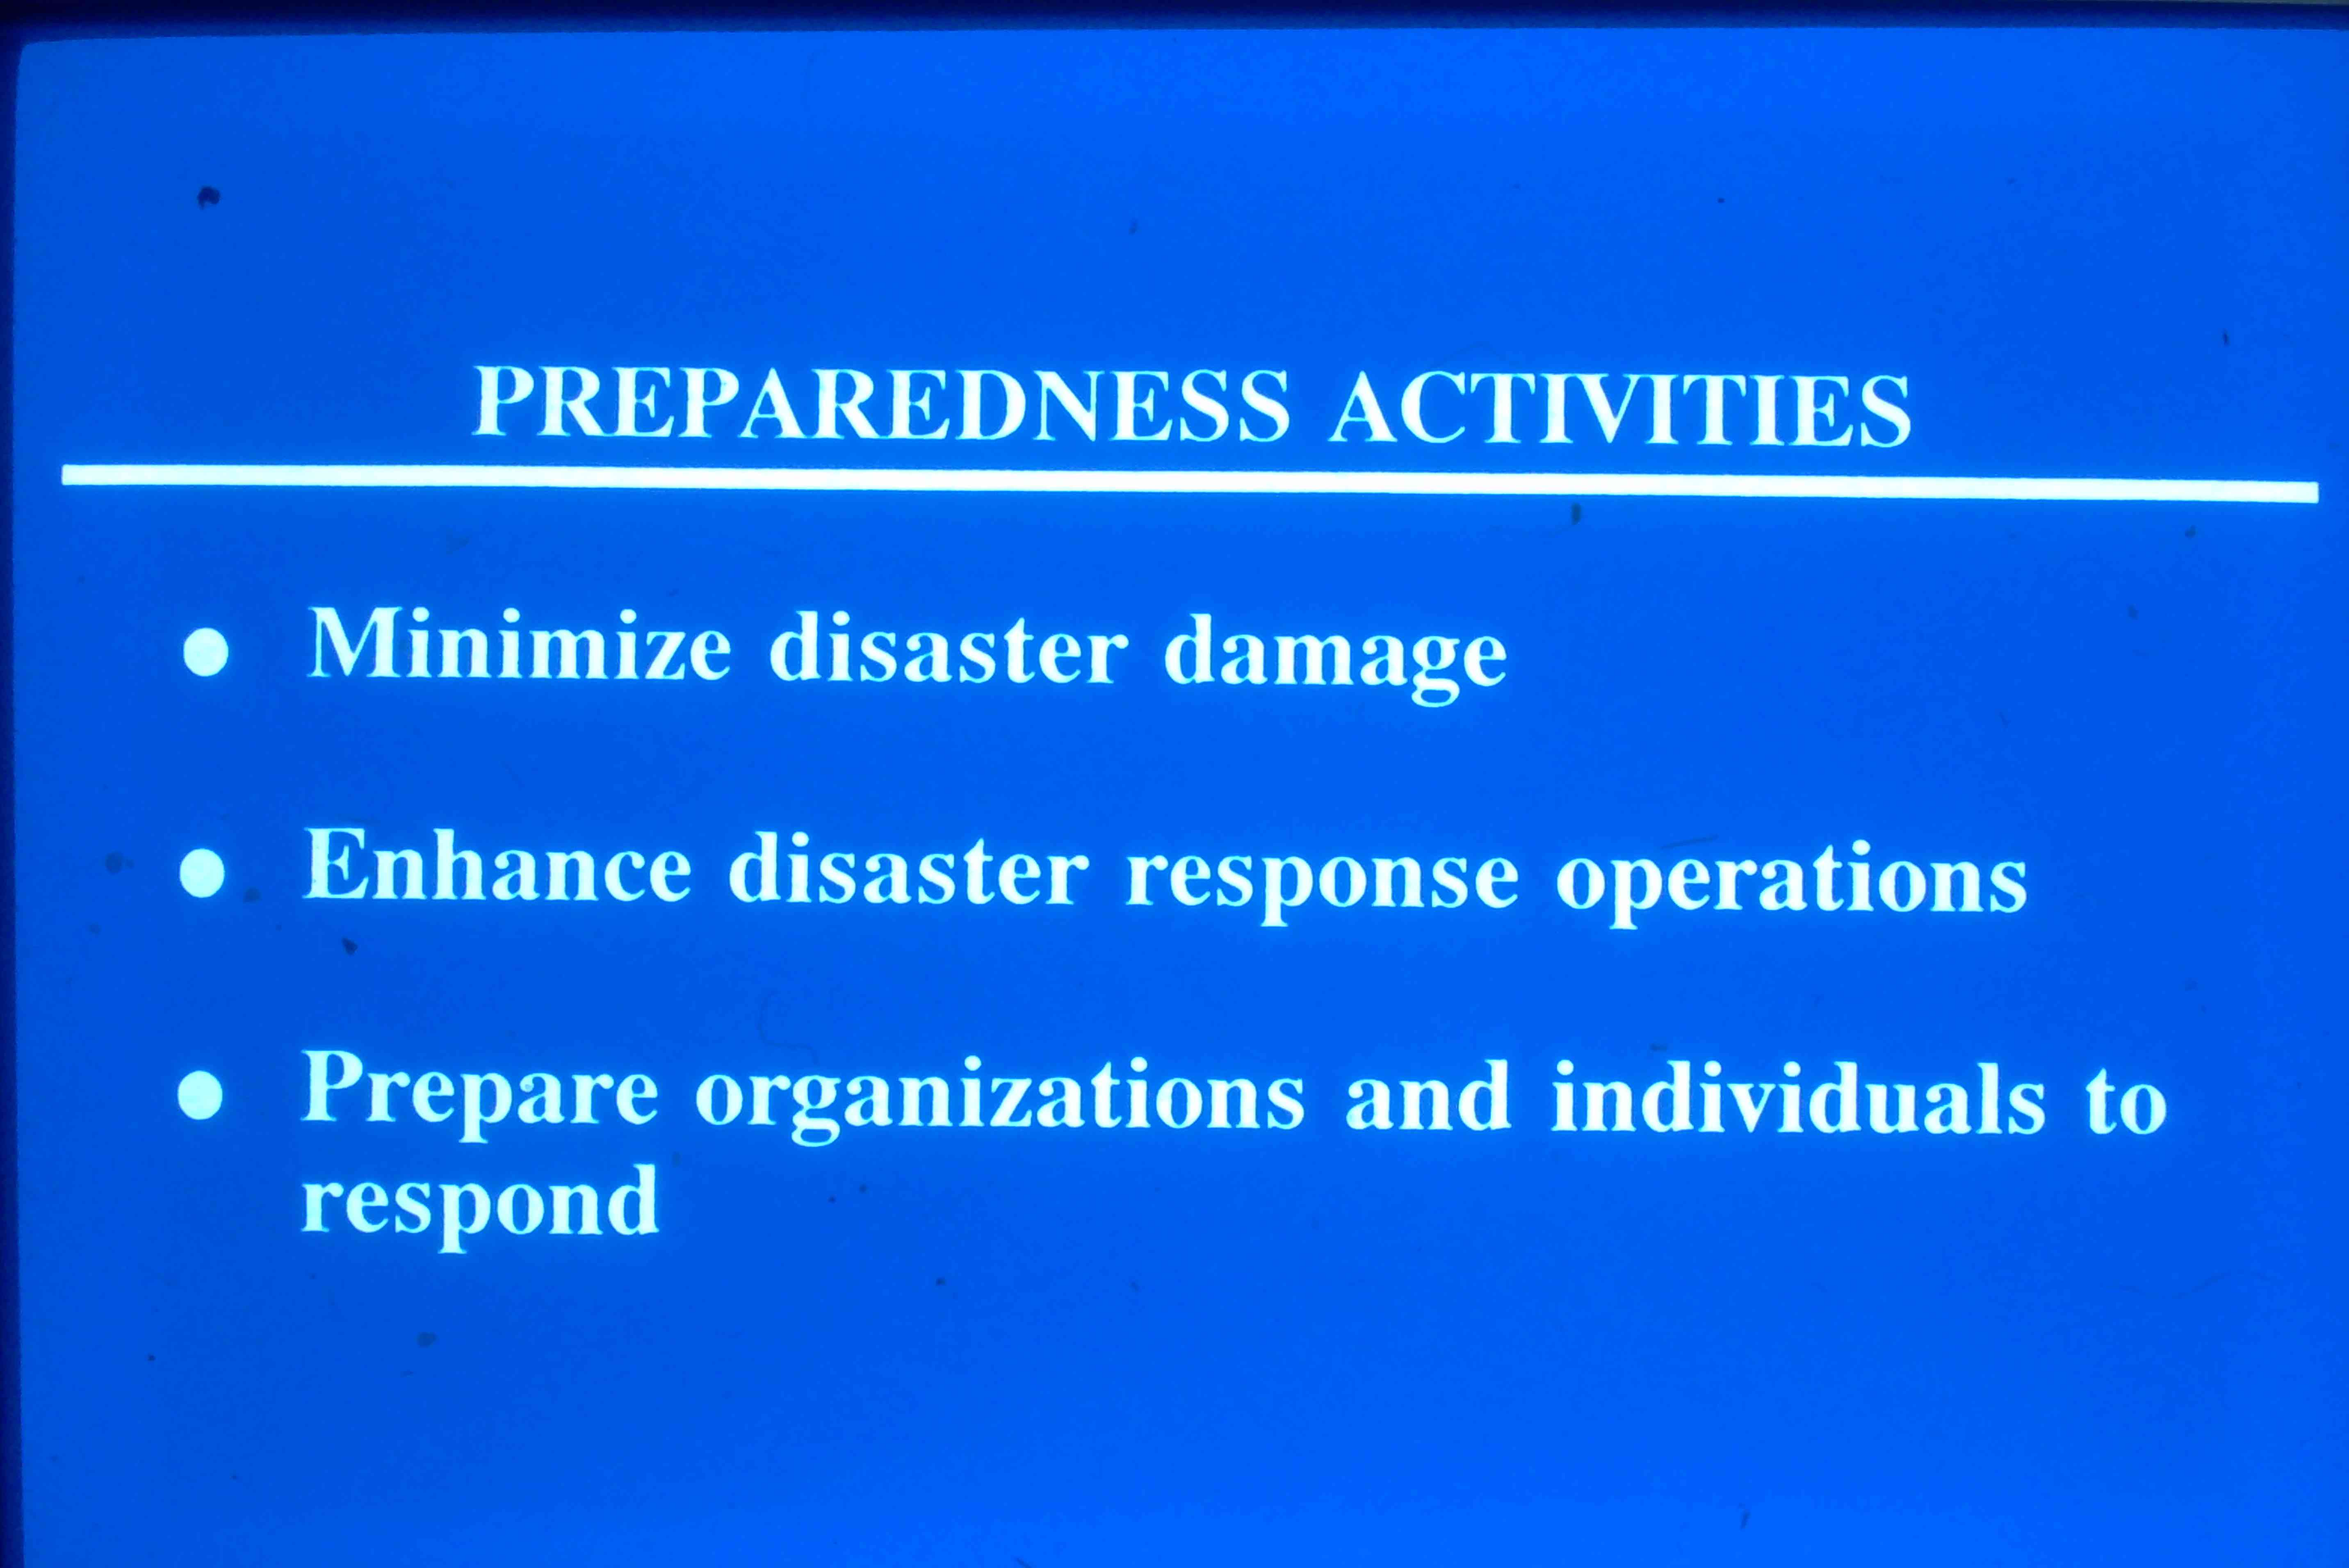 PREPAREDNESS ACTIVITIES
● Minimize disaster damage
● Enhance disaster response operations
● Prepare organizations and individuals to
respond